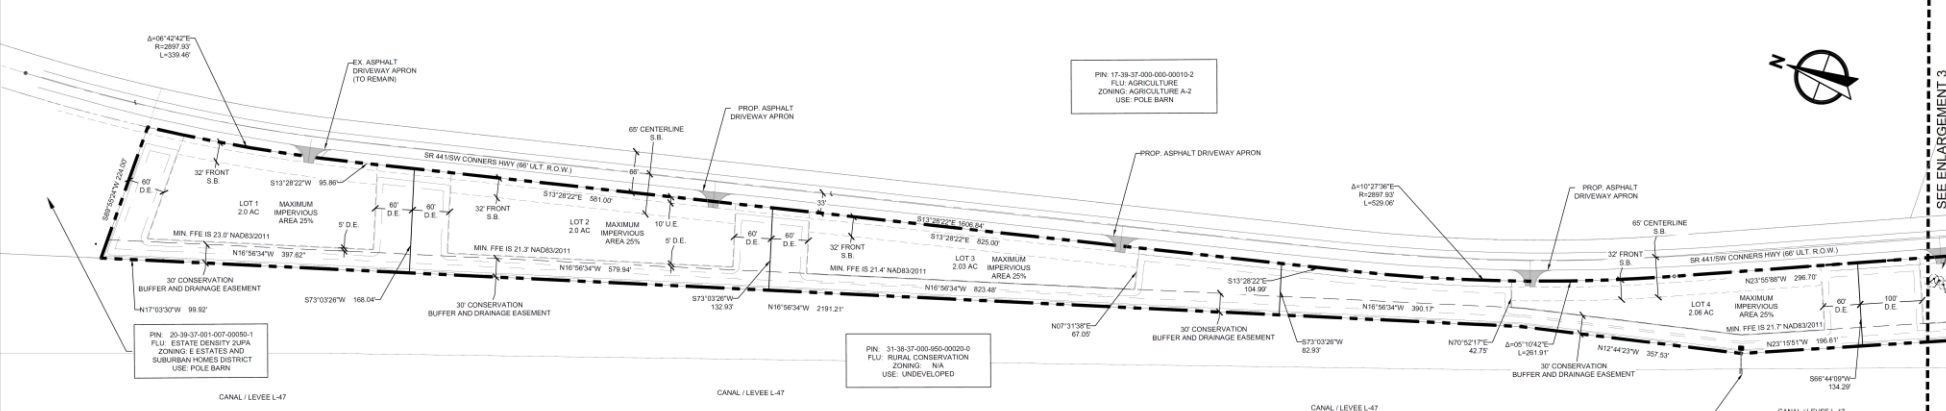 Δ=06°42'42"E
R=2897.93'
L=339.46'
EX. ASPHALT
DRIVEWAY APRON
(TO REMAIN)
PROP. ASPHALT
DRIVEWAY APRON
65' CENTERLINE
S.B.
PIN: 17-39-37-000-000-00010-2
FLU: AGRICULTURE
ZONING: AGRICULTURE A-2
USE: POLE BARN
N
SEE ENLARGEMENT 3
PROP. ASPHALT DRIVEWAY APRON
Δ=10°27'36"E
R=2897.93'
L=529.06'
PROP. ASPHALT
DRIVEWAY APRON
65' CENTERLINE
S.B.
SR 441/SW CONNERS HWY (66' ULT. R.O.W.)
66'
33'
S89°55'24"W 224.00'
60'
D.E.
32' FRONT
S.B.
S13°28'22"W 95.86'
LOT 1
2.0 AC
MAXIMUM
IMPERVIOUS
AREA 25%
5' D.E.
60'
D.E.
60'
D.E.
MIN. FFE IS 23.0' NAD83/2011
N16°56'34"W 397.62"
30' CONSERVATION
BUFFER AND DRAINAGE EASEMENT
N17°03'30"W 99.92'
S73°03'26"W 168.04'
32' FRONT
S.B.
S13°28'22"E 581.00'
LOT 2
2.0 AC
MAXIMUM
IMPERVIOUS
AREA 25%
10' U.E.
5' D.E.
60'
D.E.
60'
D.E.
MIN. FFE IS 21.3' NAD83/2011
N16°56'34"W 579.94'
30' CONSERVATION
BUFFER AND DRAINAGE EASEMENT
S73°03'26"W
132.93'
N16°56'34"W 2191.21'
S13°28'22"E 1606.84'
S13°28'22"E 825.00'
32' FRONT
S.B.
LOT 3
2.03 AC
MAXIMUM
IMPERVIOUS
AREA 25%
MIN. FFE IS 21.4' NAD83/2011
N16°56'34"W 823.48'
N07°31'38"E
67.05'
S13°28'22"E
104.99'
30' CONSERVATION
BUFFER AND DRAINAGE EASEMENT
S73°03'26"W
82.93'
N16°56'34"W 390.17'
N70°52'17"E
42.75'
Δ=05°10'42"E
L=261.91'
32' FRONT
S.B.
SR 441/SW CONNERS HWY (66' ULT. R.O.W.)
N23°55'88"W 296.70'
LOT 4
2.06 AC
MAXIMUM
IMPERVIOUS
AREA 25%
60'
D.E.
100'
D.E.
MIN. FFE IS 21.7' NAD83/2011
N23°15'51"W 196.61'
N12°44'23"W 357.53'
30' CONSERVATION
BUFFER AND DRAINAGE EASEMENT
S66°44'09"W
134.29'
PIN: 20-39-37-001-007-00050-1
FLU: ESTATE DENSITY 2UPA
ZONING: E ESTATES AND
SUBURBAN HOMES DISTRICT
USE: POLE BARN
PIN: 31-38-37-000-950-00020-0
FLU: RURAL CONSERVATION
ZONING: N/A
USE: UNDEVELOPED
CANAL / LEVEE L-47
CANAL / LEVEE L-47
CANAL / LEVEE L-47